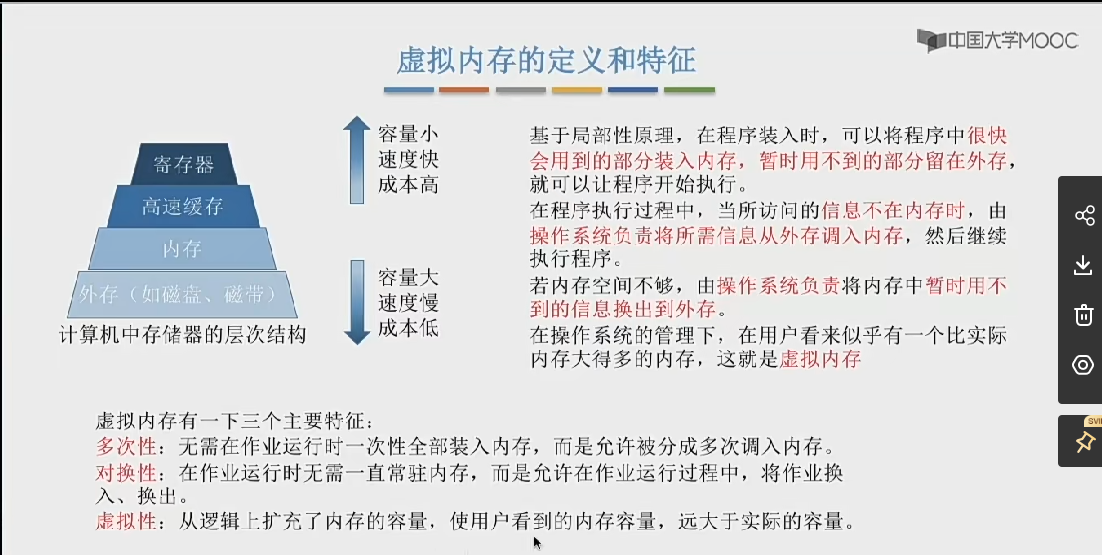 中国大学MOOC
虚拟内存的定义和特征
寄存器
高速缓存
内存
外存（如磁盘、磁带）
计算机中存储器的层次结构
容量小
速度快
成本高
容量大
速度慢
成本低
基于局部性原理，在程序装入时，可以将程序中很快
会用到的部分装入内存，暂时用不到的部分留在外存，
就可以让程序开始执行。
在程序执行过程中，当所访问的信息不在内存时，由
操作系统负责将所需信息从外存调入内存，然后继续
执行程序。
若内存空间不够，由操作系统负责将内存中暂时用不
到的信息换出到外存。
在操作系统的管理下，在用户看来似乎有一个比实际
内存大得多的内存，这就是虚拟内存
虚拟内存有一下三个主要特征：
多次性：无需在作业运行时一次性全部装入内存，而是允许被分成多次调入内存。
对换性：在作业运行时无需一直常驻内存，而是允许在作业运行过程中，将作业换
入、换出。
虚拟性：从逻辑上扩充了内存的容量，使用户看到的内存容量，远大于实际的容量。